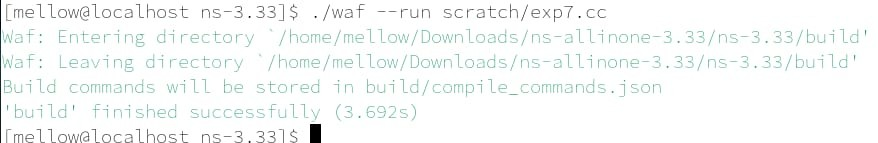 [mellow@localhost ns-3.33]$ ./waf --run scratch/exp7.cc
Waf: Entering directory `/home/mellow/Downloads/ns-allinone-3.33/ns-3.33/build'
Waf: Leaving directory `/home/mellow/Downloads/ns-allinone-3.33/ns-3.33/build'
Build commands will be stored in build/compile_commands.json
'build' finished successfully (3.692s)
[mellow@localhost ns-3.33]$